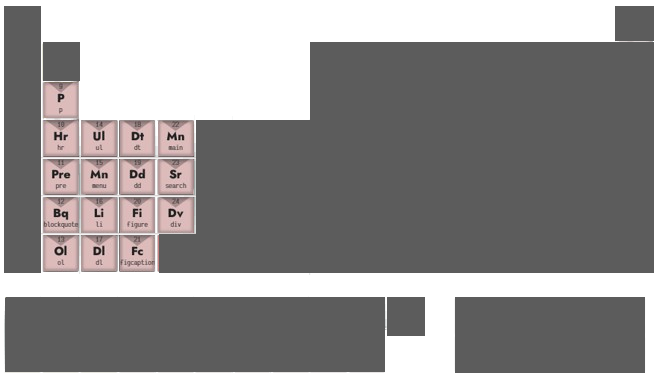 9
P
p
10 14 18 22
Hr Ul Dt Mn
hr ul dt main
11 15 19 23
Pre Mn Dd Sr
pre menu dd search
12 16 20 24
Bq Li Fi Dv
blockquote li figure div
13 17 21
Ol Dl Fc
ol dl figcaption